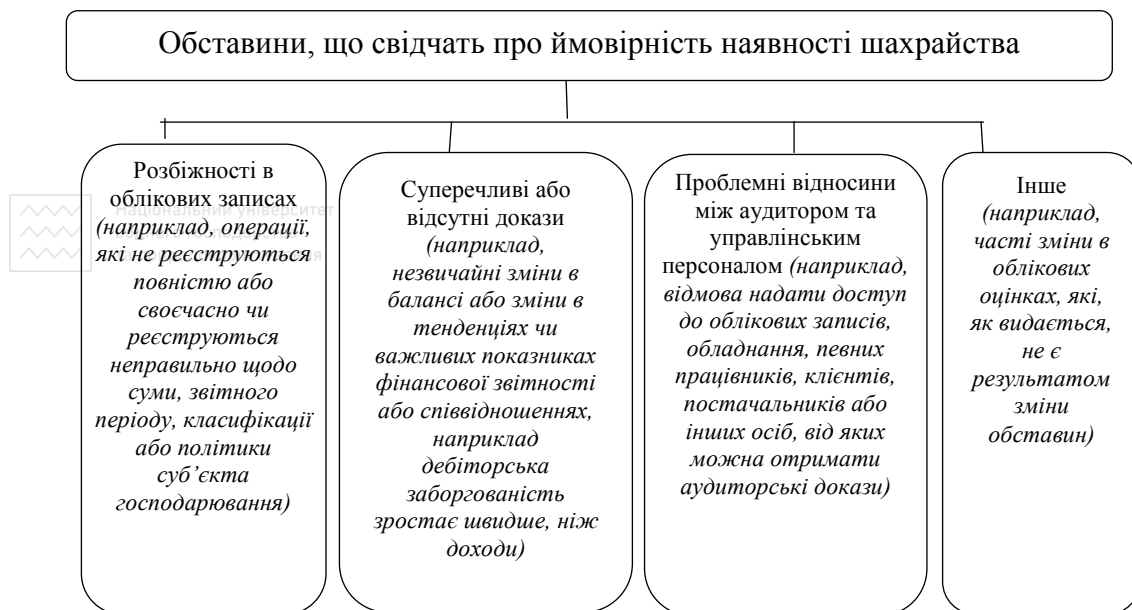 Обставини, що свідчать про ймовірність наявності шахрайства
Розбіжності в
облікових записах
(наприклад, операції,
які не реєструються
повністю або
своєчасно чи
реєструються
неправильно щодо
суми, звітного
періоду, класифікації
або політики
суб’єкта
господарювання)
Суперечливі або
відсутні докази
(наприклад,
незвичайні зміни в
балансі або зміни в
тенденціях чи
важливих показниках
фінансової звітності
або співвідношеннях,
наприклад
дебіторська
заборгованість
зростає швидше, ніж
доходи)
Проблемні відносини
між аудитором та
управлінським
персоналом (наприклад,
відмова надати доступ
до облікових записів,
обладнання, певних
працівників, клієнтів,
постачальників або
інших осіб, від яких
можна отримати
аудиторські докази)
Інше
(наприклад,
часті зміни в
облікових
оцінках, які,
як видається,
не є
результатом
зміни
обставин)
Національний університет